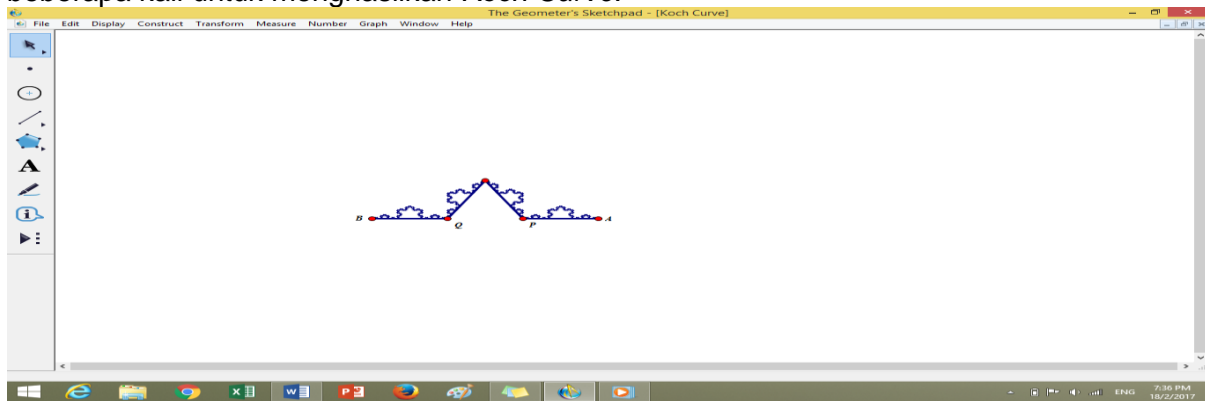 The Geometer's Sketchpad - [Koch Curve]
File Edit Display Construct Transform Measure Number Graph Window Help
A
B
Q
P
A
ENG
7:36 PM
18/2/2017